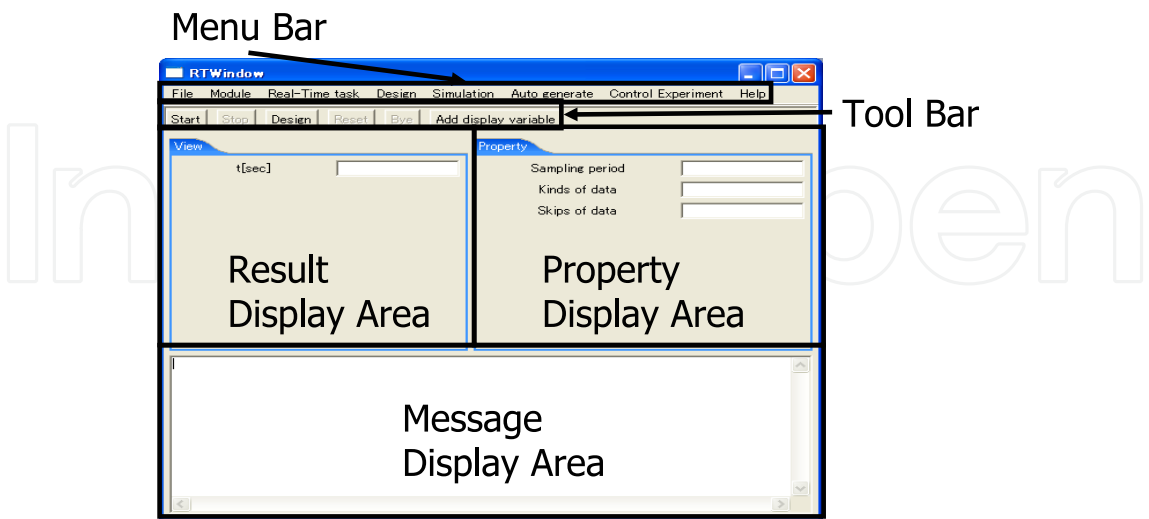 Menu Bar
RTWindow
File Module Real-Time task Design Simulation Auto generate Control Experiment Help
Start Stop Design Reset Bye Add display variable
Tool Bar
View
Property
t[sec]
Sampling period
Kinds of data
Skips of data
Result
Display Area
Property
Display Area
Message
Display Area